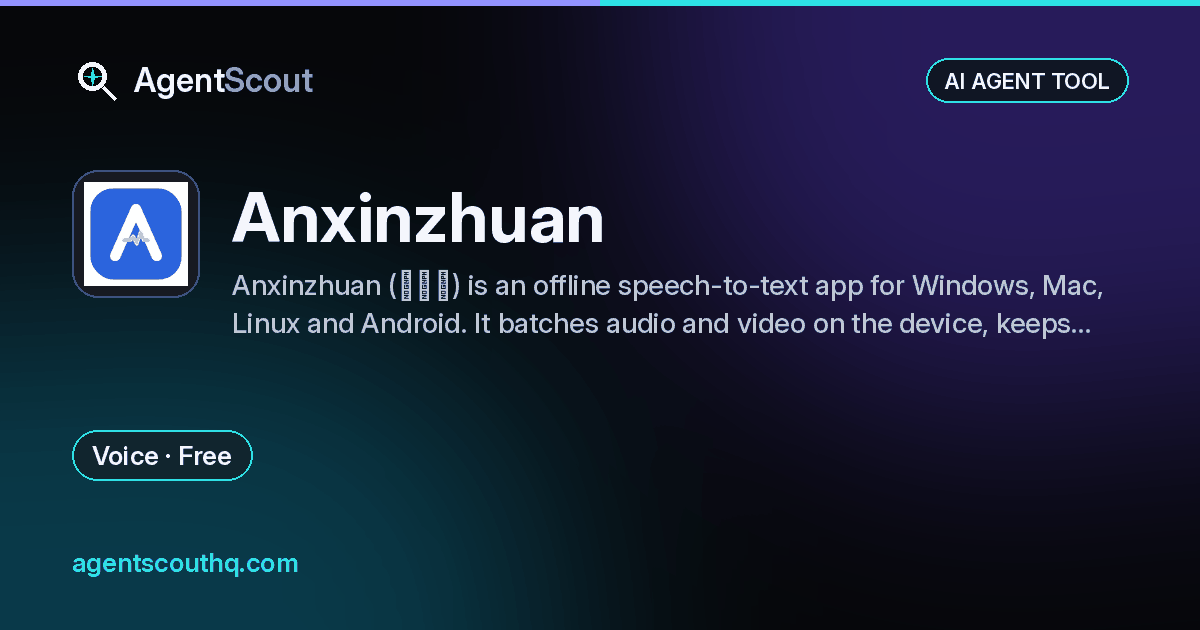 AgentScout
AI AGENT TOOL
Anxinzhuan
Anxinzhuan () is an offline speech-to-text app for Windows, Mac,
Linux and Android. It batches audio and video on the device, keeps...
Voice · Free
agentscouthq.com